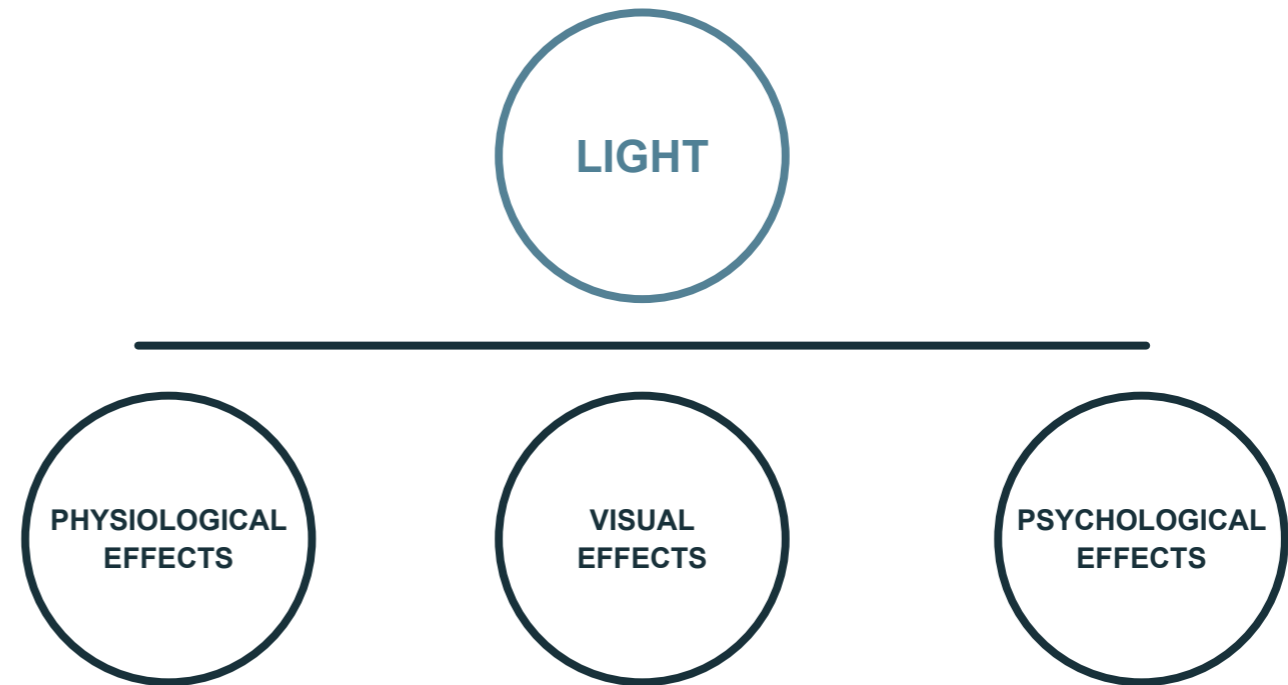 LIGHT
PHYSIOLOGICAL
EFFECTS
VISUAL
EFFECTS
PSYCHOLOGICAL
EFFECTS